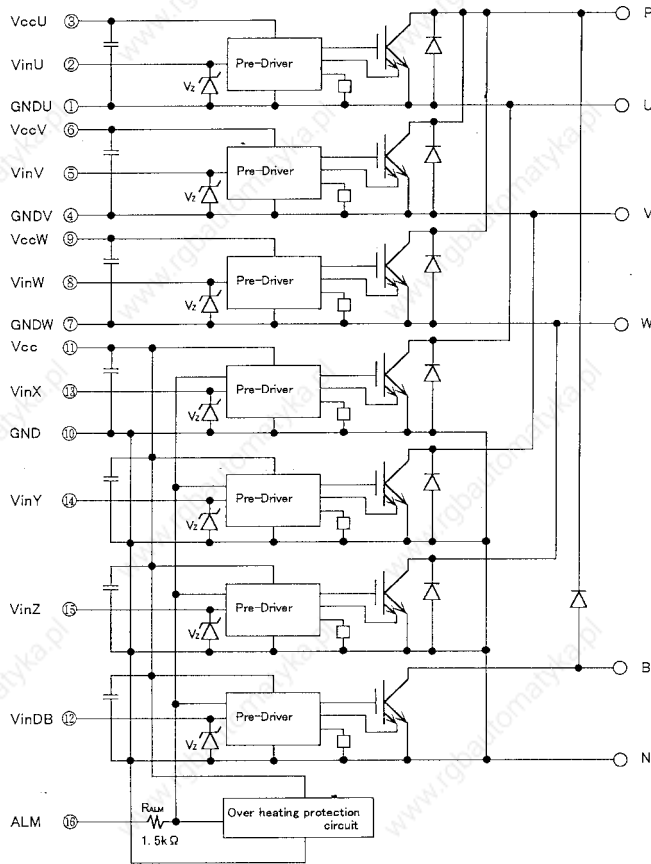 VccU ③ P
VinU ② Pre-Driver
Vz
GNDU ① U
VccV ⑥
VinV ⑤ Pre-Driver
Vz
GNDV ④ V
VccW ⑨
VinW ⑧ Pre-Driver
Vz
GNDW ⑦ W
Vcc ⑪
VinX ⑬ Pre-Driver
Vz
GND ⑩
VinY ⑭ Pre-Driver
Vz
VinZ ⑮ Pre-Driver
Vz
B
VinDB ⑫ Pre-Driver
Vz
N
RALM Over heating protection
ALM ⑯ circuit
1.5kΩ
www.rgbautomatyka.pl